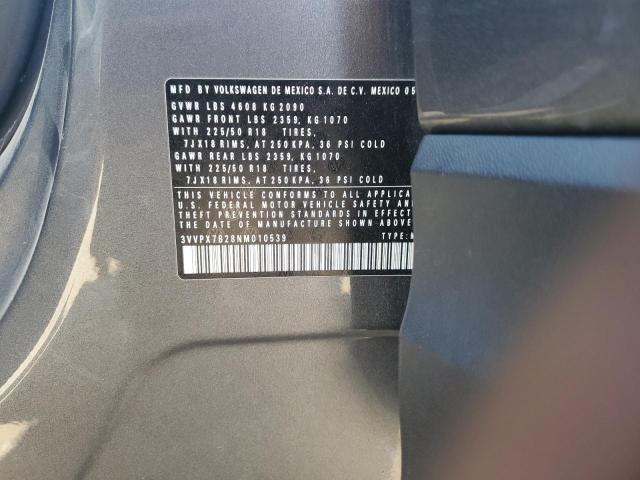 MFD BY VOLKSWAGEN DE MEXICO S.A. DE C.V. MEXICO 05
GVWR LBS 4608 KG 2090
GAWR FRONT LBS 2359, KG 1070
WITH 225/50 R18 TIRES,
7JX18 RIMS, AT 250 KPA, 36 PSI COLD
GAWR REAR LBS 2359, KG 1070
WITH 225/50 R18 TIRES,
7JX18 RIMS, AT 250 KPA, 36 PSI COLD
THIS VEHICLE CONFORMS TO ALL APPLICA
U.S. FEDERAL MOTOR VEHICLE SAFETY AN
THEFT PREVENTION STANDARDS IN EFFECT
THE DATE OF MANUFACTURE SHOWN ABOVE
3VVPX7B28NM010539 TYPE: